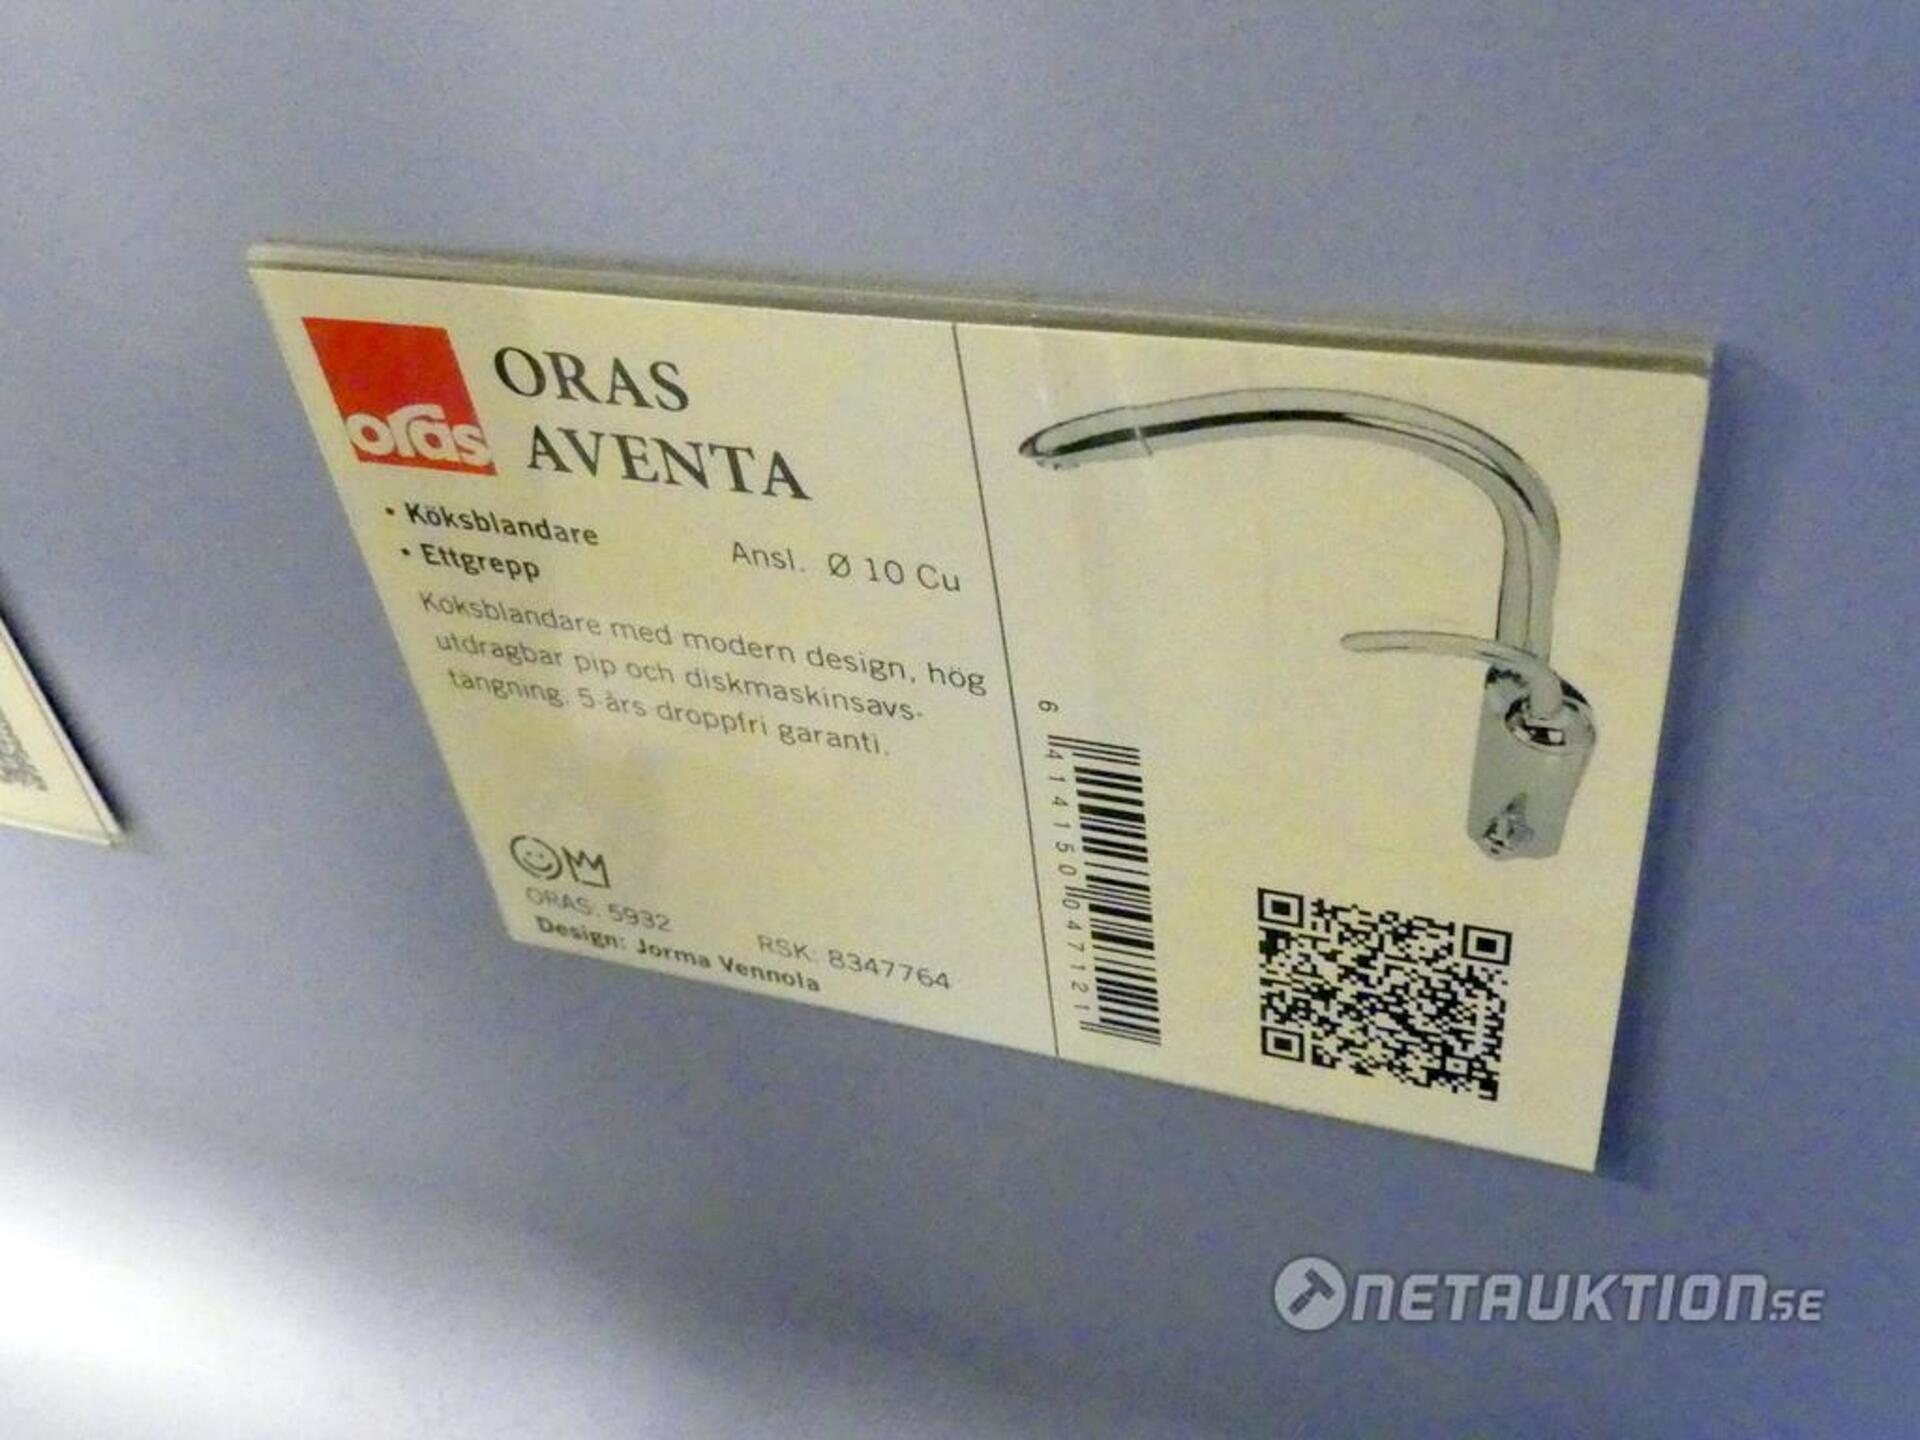 oras
ORAS
AVENTA
• Köksblandare
• Ettgrepp
Ansl. Ø 10 Cu
Köksblandare med modern design, hög
utdragbar pip och diskmaskinsavs-
tängning. 5-års droppfri garanti.
ORAS: 5932
RSK: 8347764
Design: Jorma Vennola
6 414150 047121
NETAUKTION.SE